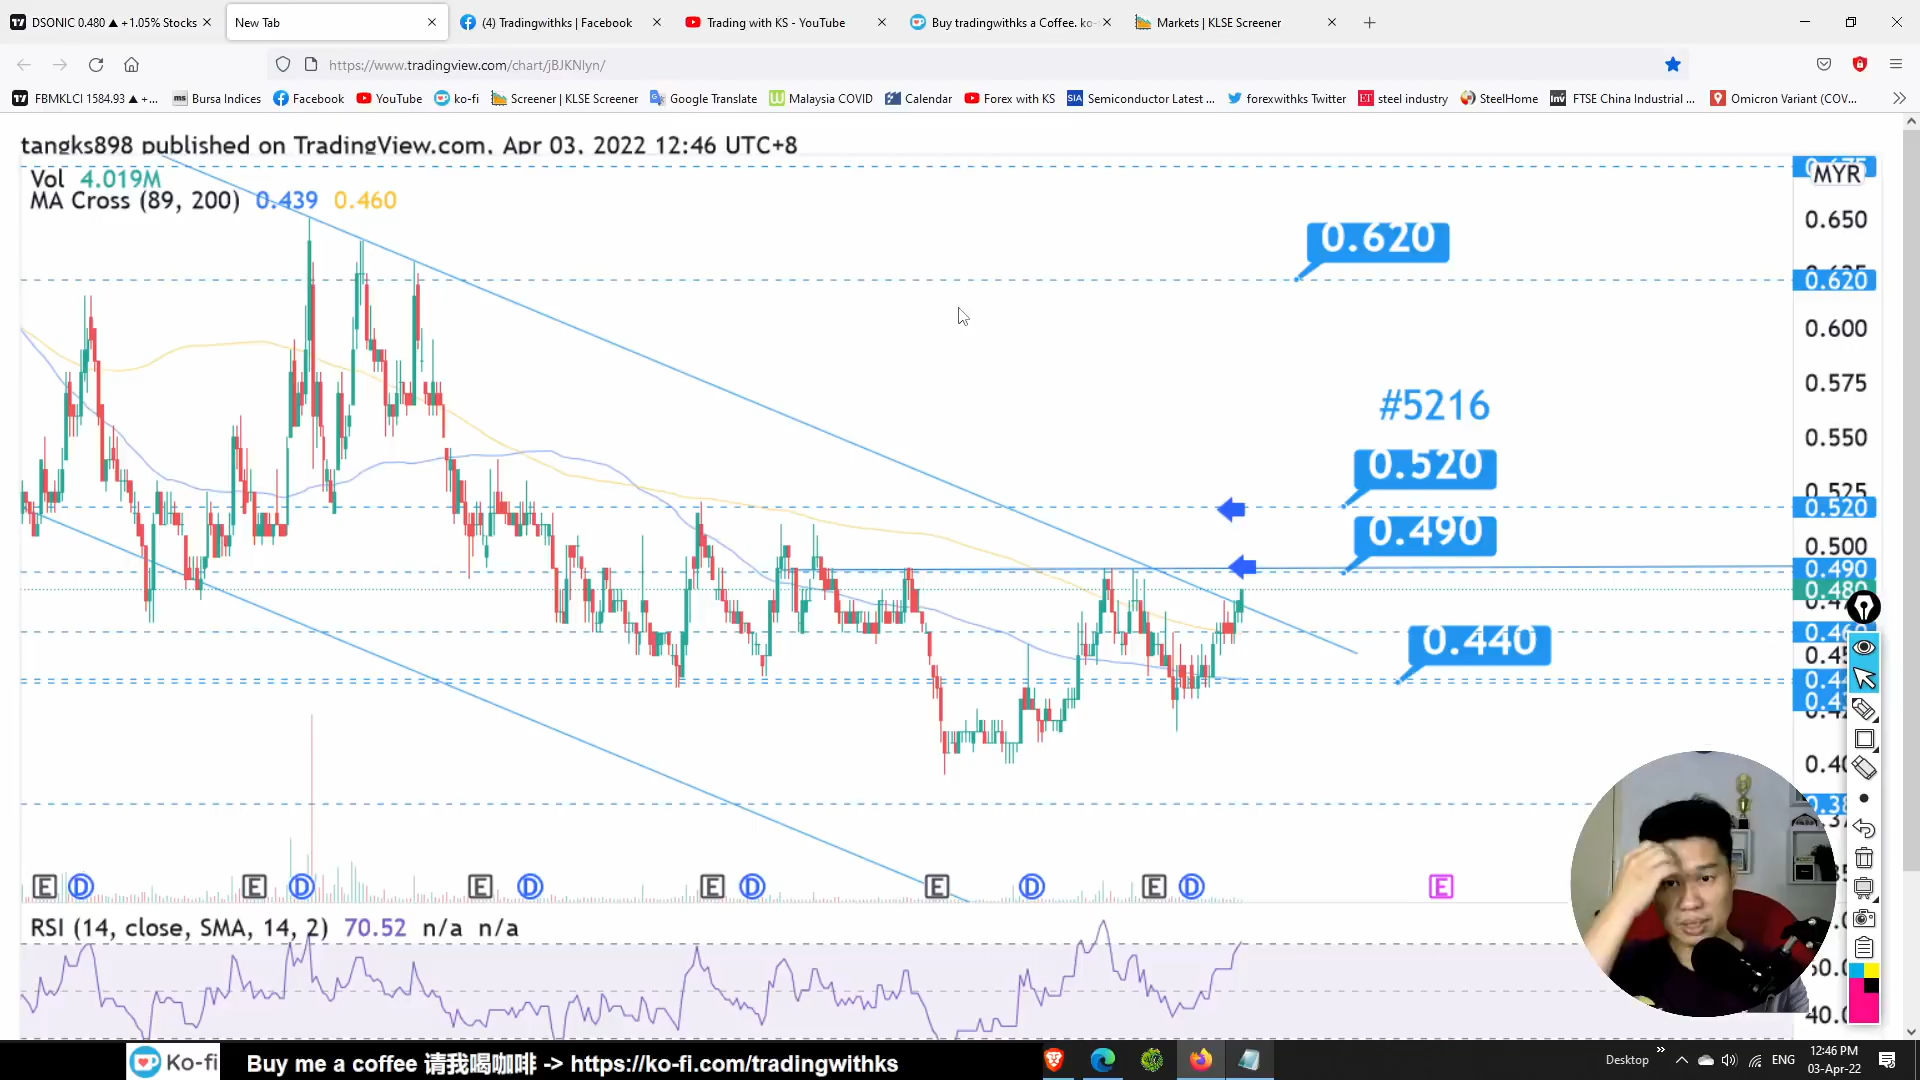 DSONIC 0.480 ▲ +1.05% Stocks
New Tab
(4) Tradingwithks | Facebook
Trading with KS - YouTube
Buy tradingwithks a Coffee. ko-
Markets | KLSE Screener
https://www.tradingview.com/chart/jBJKNlyn/
FBMKLCI 1584.93 ▲ +...
Bursa Indices
Facebook
YouTube
ko-fi
Screener | KLSE Screener
Google Translate
Malaysia COVID
Calendar
Forex with KS
Semiconductor Latest ...
forexwithks Twitter
steel industry
SteelHome
FTSE China Industrial ...
Omicron Variant (COV...
tangks898 published on TradingView.com, Apr 03, 2022 12:46 UTC+8
Vol 4.019M
MA Cross (89, 200) 0.439 0.460
MYR
0.650
0.620
0.620
0.600
0.575
#5216
0.550
0.520
0.525
0.520
0.490
0.500
0.490
0.480
0.440
E D E D E D E D E D E D E
RSI (14, close, SMA, 14, 2) 70.52 n/a n/a
Ko-fi
Buy me a coffee 请我喝咖啡 -> https://ko-fi.com/tradingwithks
Desktop
ENG
12:46 PM
03-Apr-22